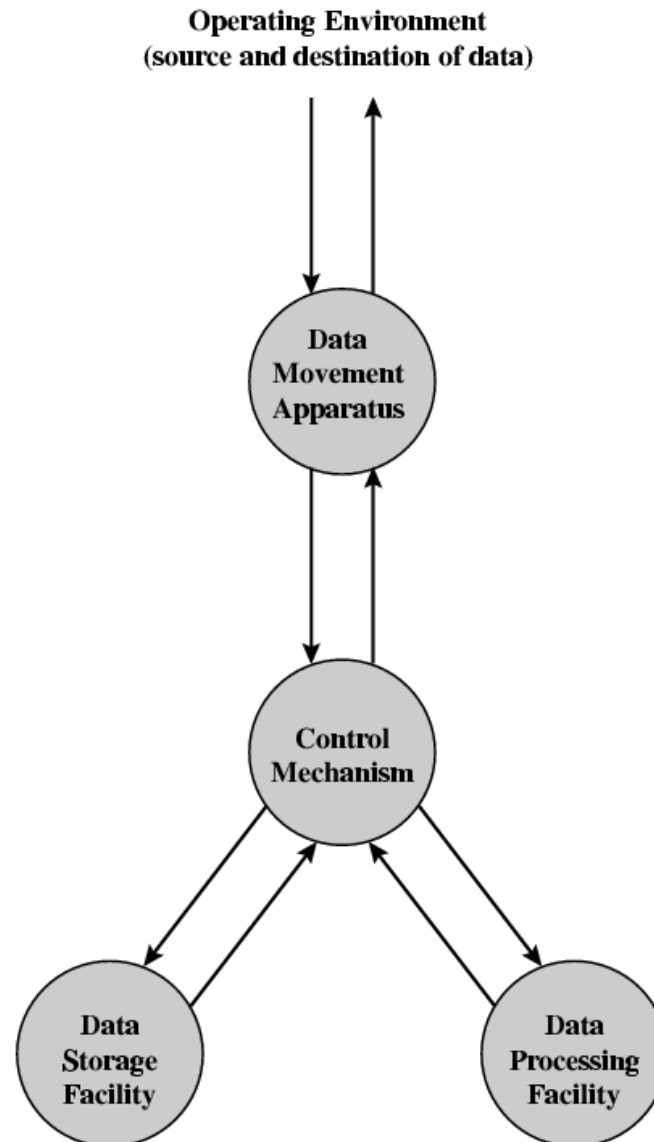 Operating Environment
(source and destination of data)
Data
Movement
Apparatus
Control
Mechanism
Data
Storage
Facility
Data
Processing
Facility